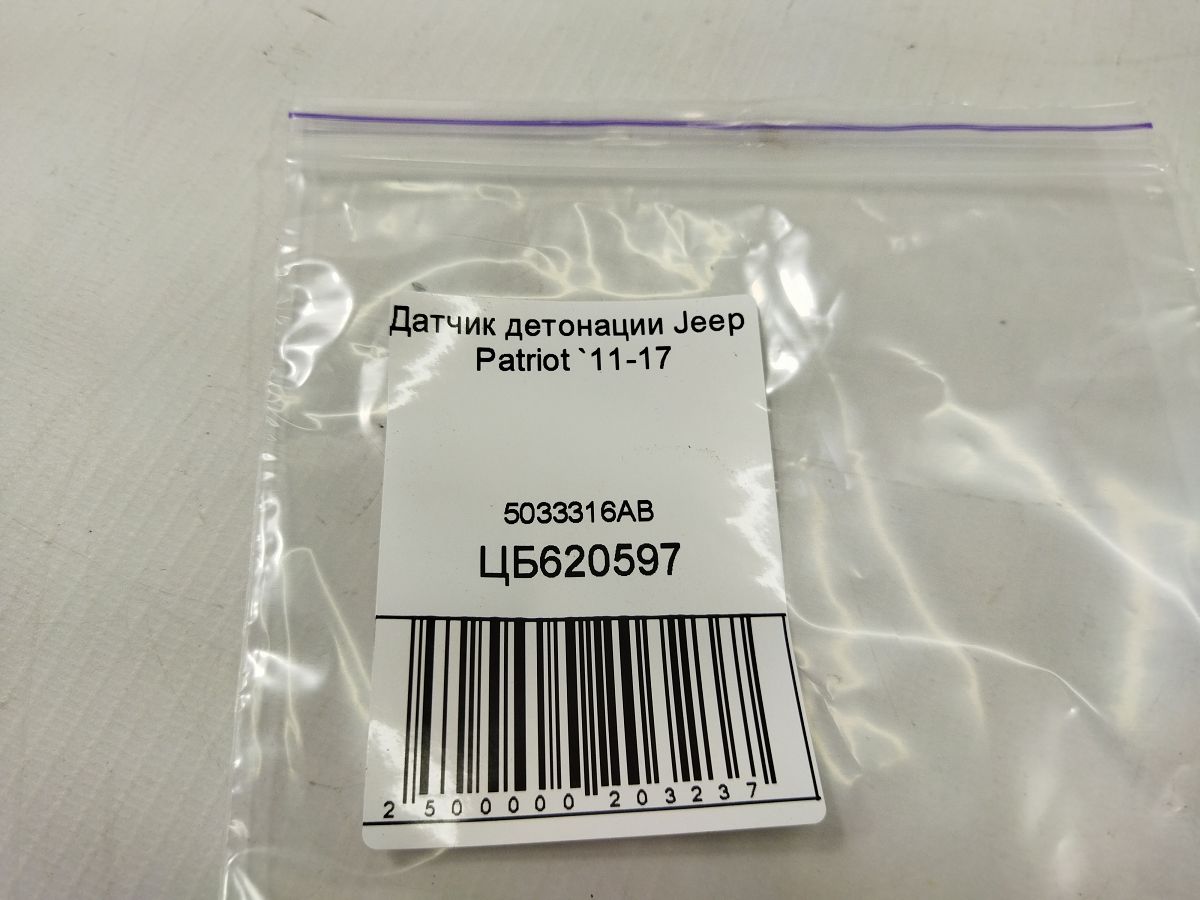 Датчик детонации Jeep
Patriot `11-17
5033316AB
ЦБ620597
2 500000 203237